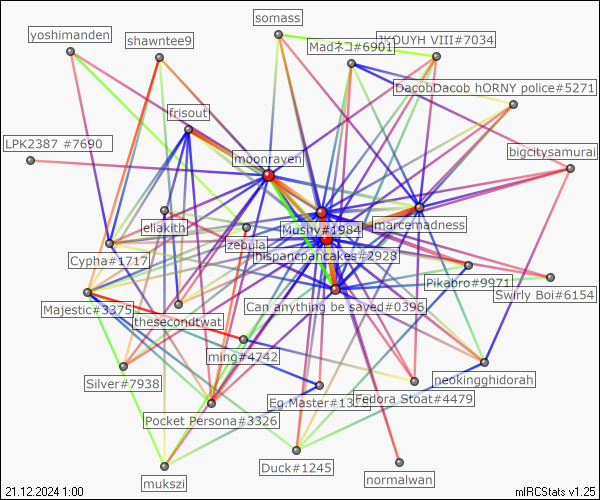 somass
yoshimanden
shawntee9
Madネコ#6901
JKOUYH VIII#7034
DacobDacob hORNY police#5271
frisout
LPK2387 #7690
moonraven
bigcitysamurai
eliakith
Mushy#1984
marcemadness
zebula
Cypha#1717
hispancpancakes#2928
Pikabro#9971
Swirly Boi#6154
Majestic#3375
Can anything be saved#0396
thesecondtwat
ming#4742
Silver#7938
neokingghidorah
Eg.Master#1325
Fedora Stoat#4479
Pocket Persona#3326
Duck#1245
normalwan
mukszi
21.12.2024 1:00
mIRCStats v1.25